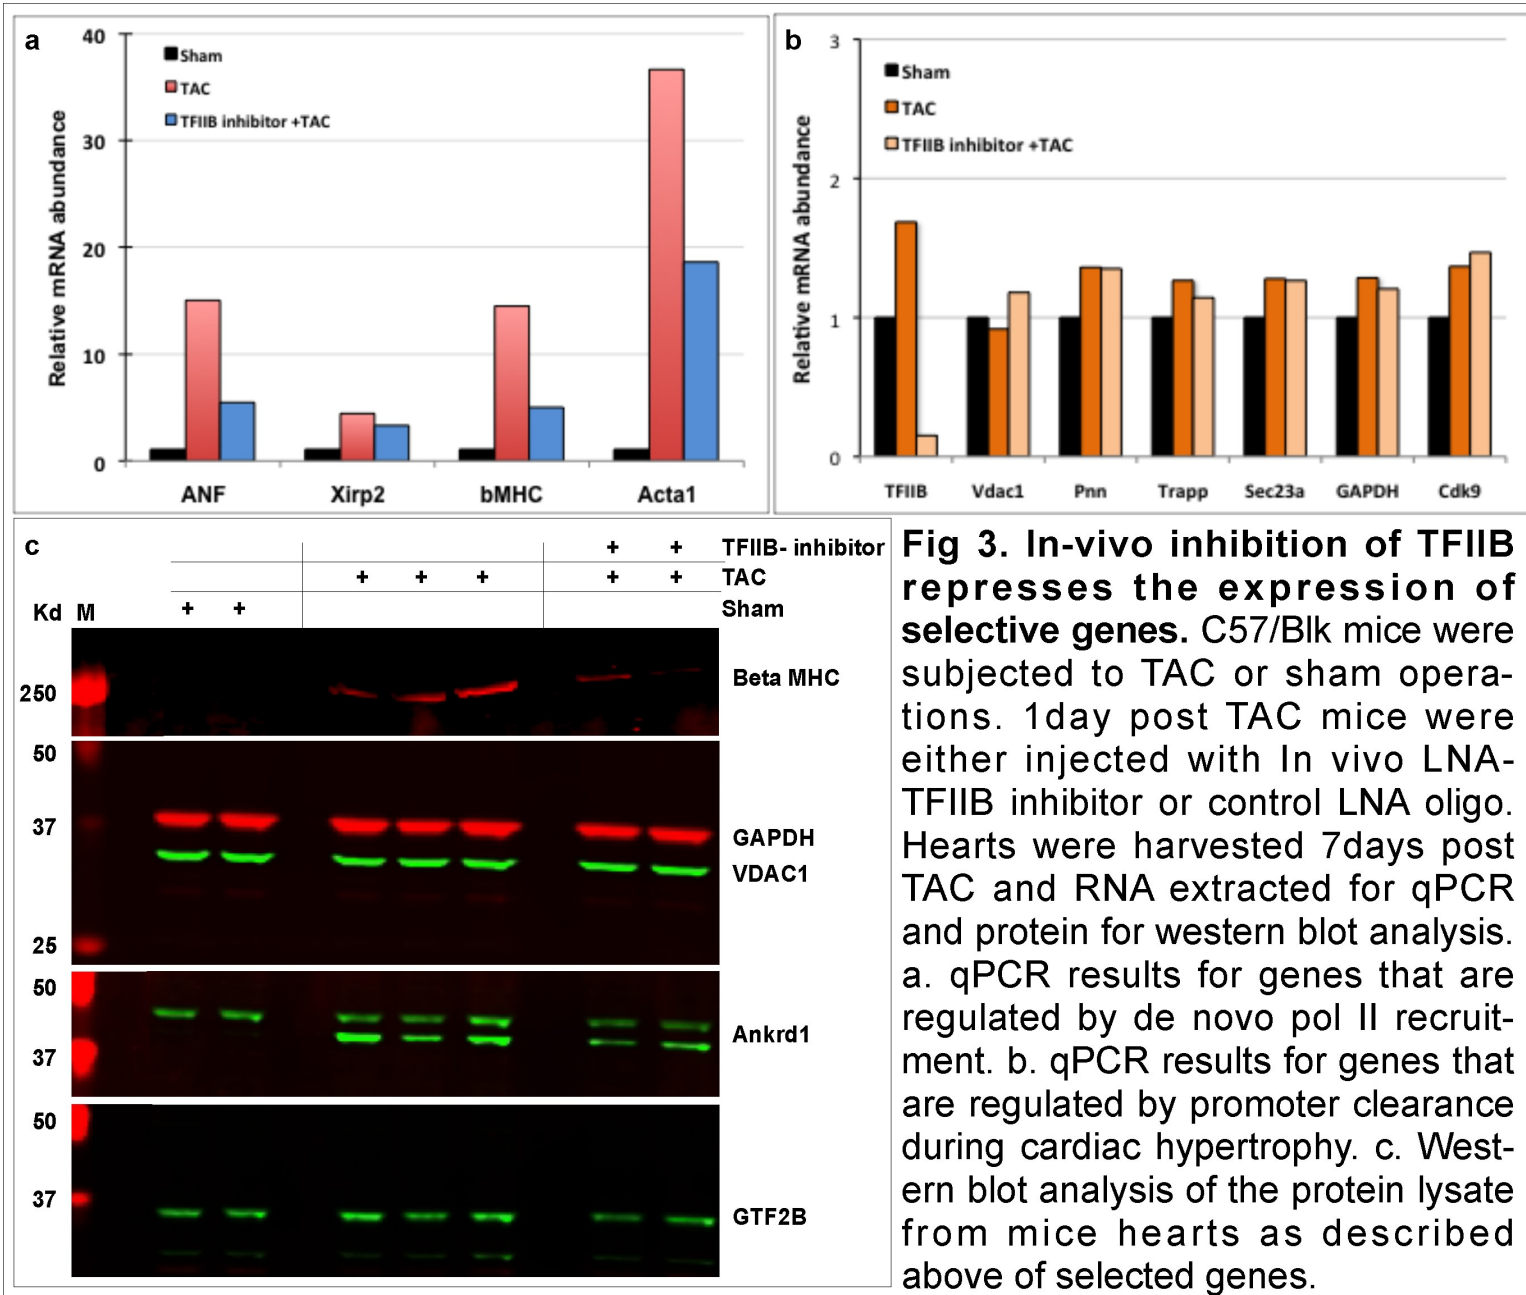 a
40
30
20
10
0
Relative mRNA abundance
Sham
TAC
TFIIB inhibitor +TAC
ANF Xirp2 bMHC Acta1
b
3
2
1
0
Relative mRNA abundance
Sham
TAC
TFIIB inhibitor +TAC
TFIIB Vdac1 Pnn Trapp Sec23a GAPDH Cdk9
c
+ + TFIIB- inhibitor
+ + + + + TAC
Kd M + + Sham
250 Beta MHC
50
37 GAPDH
VDAC1
25
50
Ankrd1
37
50
37
GTF2B
Fig 3. In-vivo inhibition of TFIIB
represses the expression of
selective genes. C57/Blk mice were
subjected to TAC or sham opera-
tions. 1day post TAC mice were
either injected with In vivo LNA-
TFIIB inhibitor or control LNA oligo.
Hearts were harvested 7days post
TAC and RNA extracted for qPCR
and protein for western blot analysis.
a. qPCR results for genes that are
regulated by de novo pol II recruit-
ment. b. qPCR results for genes that
are regulated by promoter clearance
during cardiac hypertrophy. c. West-
ern blot analysis of the protein lysate
from mice hearts as described
above of selected genes.